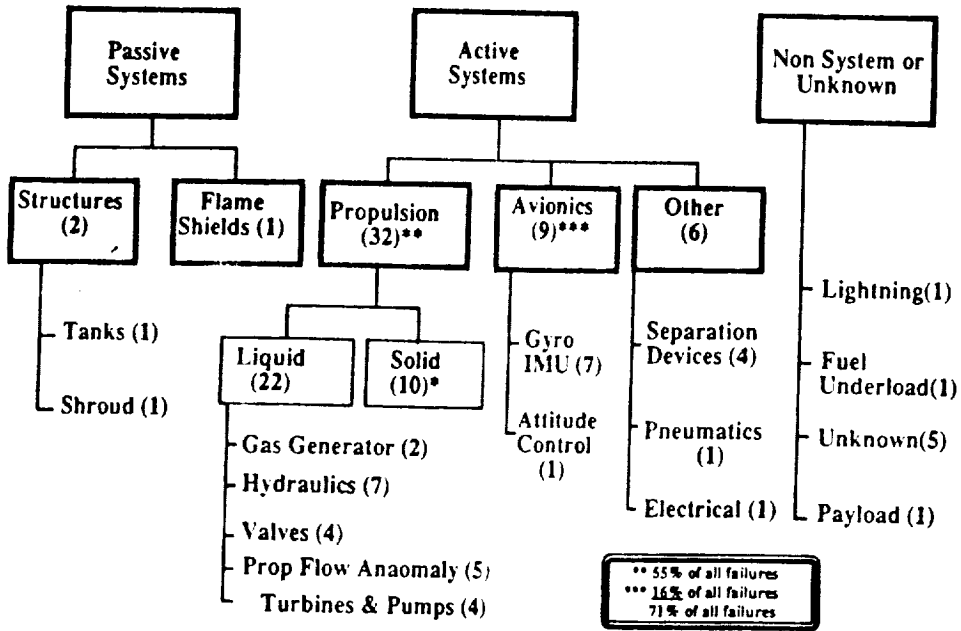 Passive
Systems
Active
Systems
Non System or
Unknown
Structures
(2)
Flame
Shields (1)
Propulsion
(32)**
Avionics
(9)***
Other
(6)
Tanks (1)
Shroud (1)
Liquid
(22)
Solid
(10)*
Gas Generator (2)
Hydraulics (7)
Valves (4)
Prop Flow Anaomaly (5)
Turbines & Pumps (4)
Gyro
IMU (7)
Attitude
Control
(1)
Separation
Devices (4)
Pneumatics
(1)
Electrical (1)
Lightning(1)
Fuel
Underload(1)
Unknown(5)
Payload (1)
** 55% of all failures
*** 16% of all failures
71% of all failures